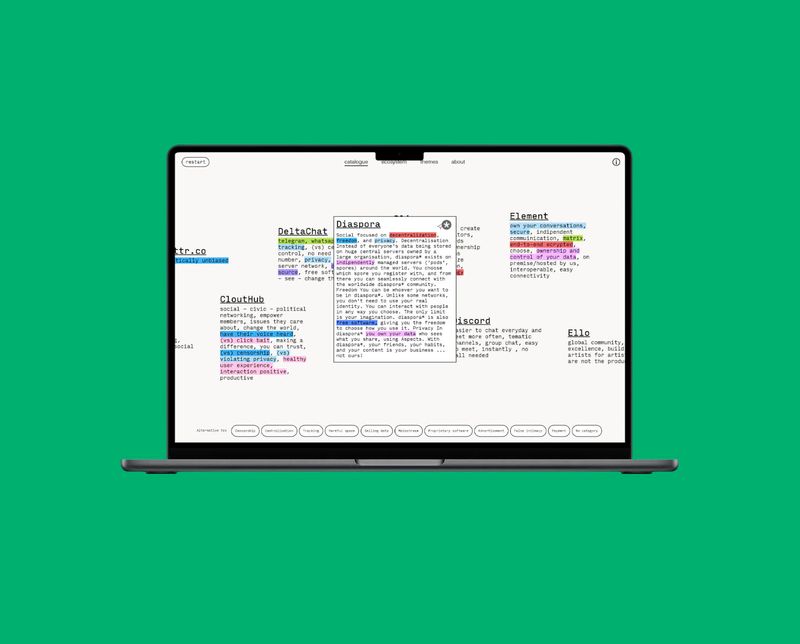 restart
catalogue
ecosystem
themes
about
ttr.co
tically unbiased
DeltaChat
telegram, whatsap
tracking, (vs) ce
control, no need
number, privacy,
server network,
source, free soft
- see - change th
CloutHub
social - civic - political
networking, empower
members, issues they care
about, change the world,
have their voice heard,
(vs) click bait, making a
difference, you can trust,
(vs) censorship, (vs)
violating privacy, healthy
user experience,
interaction positive,
productive
social
Diaspora
Social focused on decentralization,
freedom, and privacy. Decentralisation
Instead of everyone's data being stored
on huge central servers owned by a
large organisation, diaspora* exists on
indipendently managed servers ("pods",
spores) around the world. You choose
which spore you register with, and from
there you can seamlessly connect with
the worldwide diaspora* community.
Freedom You can be whoever you want to
be in diaspora*. Unlike some networks,
you don't need to use your real
identity. You can interact with people
in any way you choose. The only limit
is your imagination. diaspora* is also
free software, giving you the freedom
to choose how you use it. Privacy In
diaspora* you own your data who sees
what you share, using Aspects. With
diaspora*, your friends, your habits,
and your content is your business ...
not ours!
create
tors,
ds
nership
Element
own your conversations,
secure, indipendent
communication, matrix,
end-to-end ecrypted,
choose, ownership and
control of your data, on
premise/hosted by us,
interoperable, easy
connectivity
iscord
asier to chat everyday and
eet more often, tematic
hannels, group chat, easy
o meet, instantly , no
all needed
Ello
global community,
excellence, build
artists for artist
are not the produ
Alternative to:
Censorship
Centralization
Tracking
Harmful space
Selling data
Mainstream
Proprietary software
Advertisement
False intimacy
Payment
No category